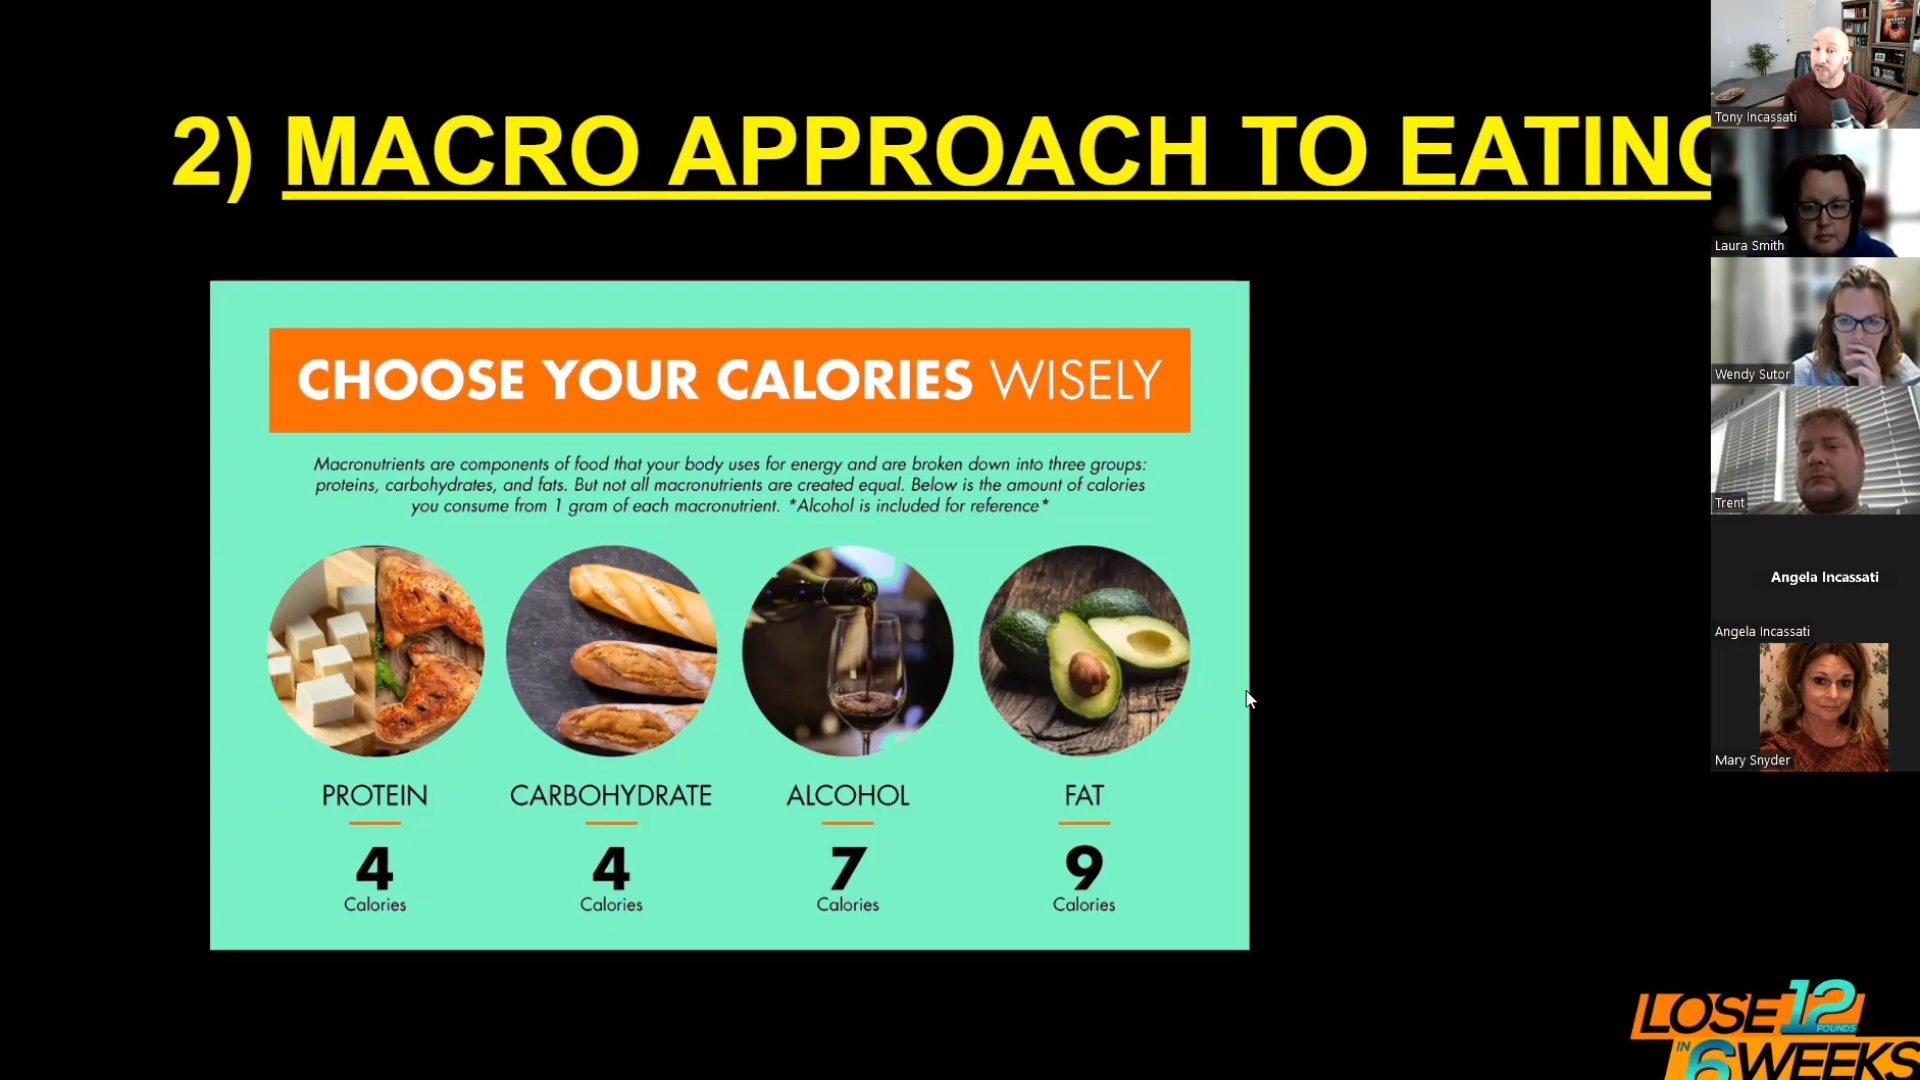 2) MACRO APPROACH TO EATING
CHOOSE YOUR CALORIES WISELY
Macronutrients are components of food that your body uses for energy and are broken down into three groups:
proteins, carbohydrates, and fats. But not all macronutrients are created equal. Below is the amount of calories
you consume from 1 gram of each macronutrient. *Alcohol is included for reference*
PROTEIN
4
Calories
CARBOHYDRATE
4
Calories
ALCOHOL
7
Calories
FAT
9
Calories
Tony Incassati
Laura Smith
Wendy Sutor
Trent
Angela Incassati
Angela Incassati
Mary Snyder
LOSE 12
POUNDS
IN 6 WEEKS